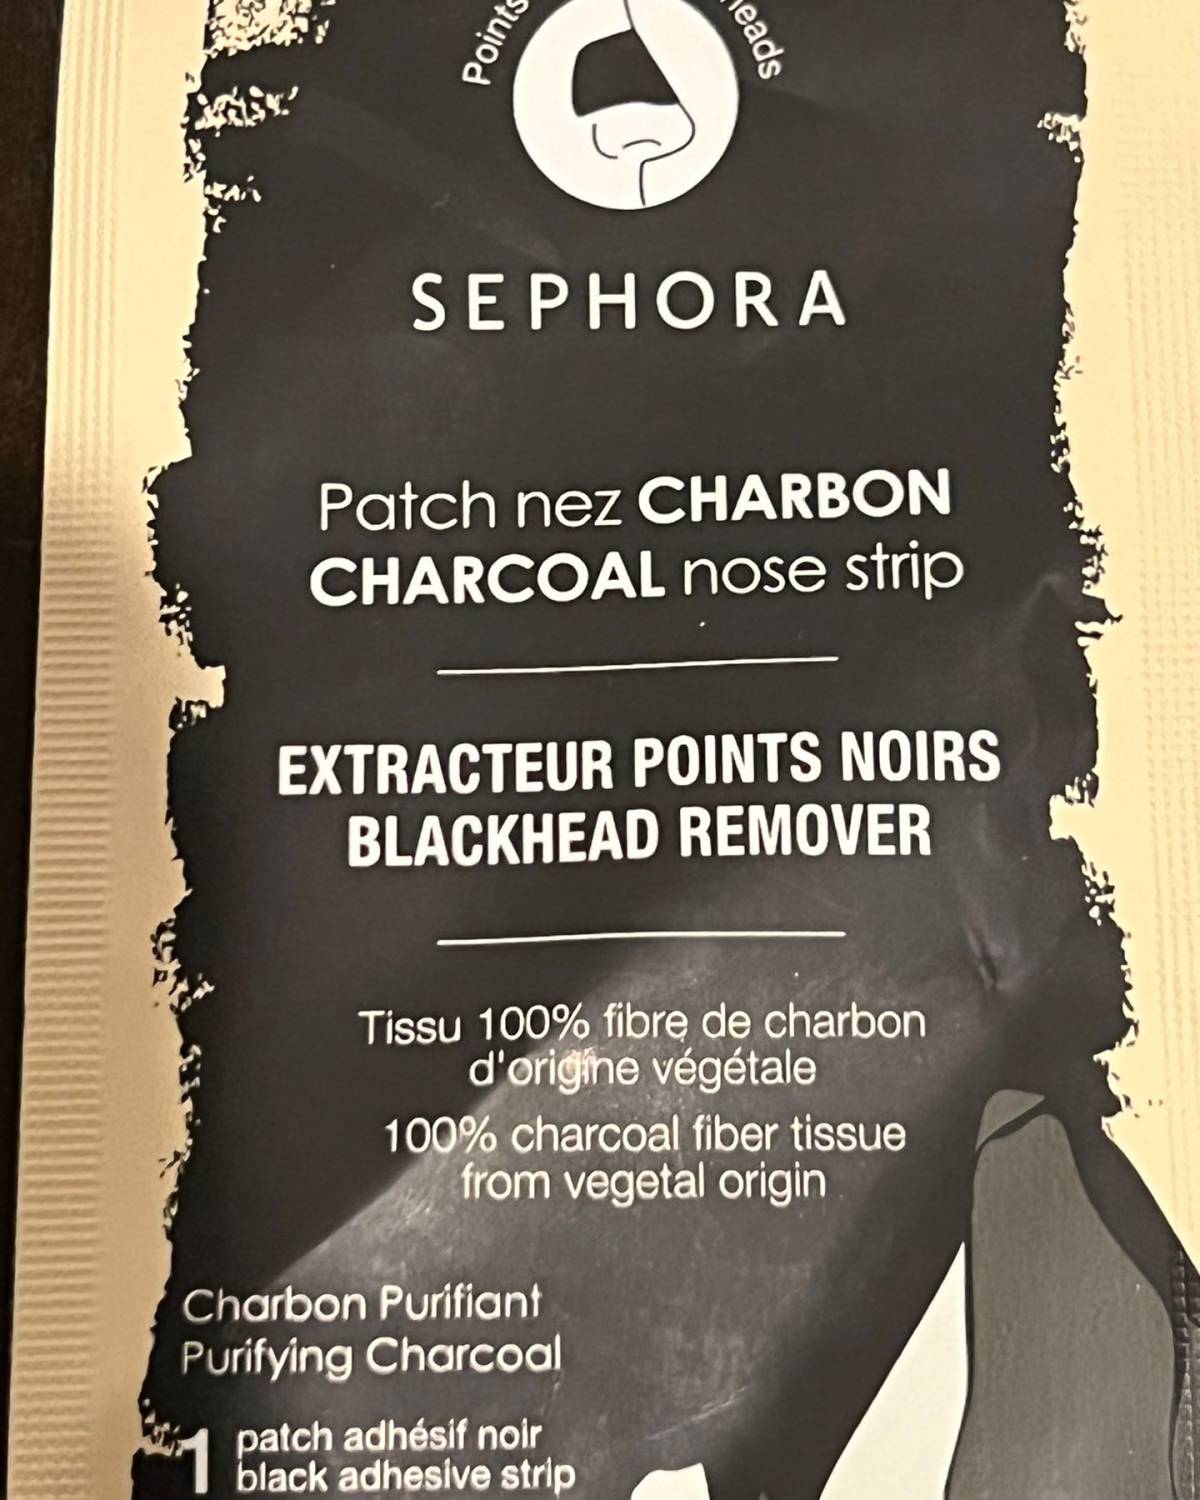 Points
SEPHORA
Patch nez CHARBON
CHARCOAL nose strip
EXTRACTEUR POINTS NOIRS
BLACKHEAD REMOVER
Tissu 100% fibre de charbon
d'origine végétale
100% charcoal fiber tissue
from vegetal origin
Charbon Purifiant
Purifying Charcoal
1 patch adhésif noir
black adhesive strip